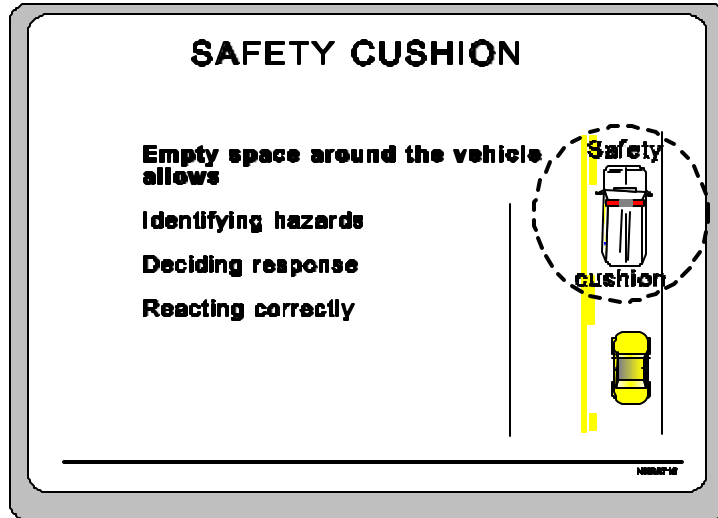 SAFETY CUSHION
Empty space around the vehicle
allows
Identifying hazards
Deciding response
Reacting correctly
Safety
cushion